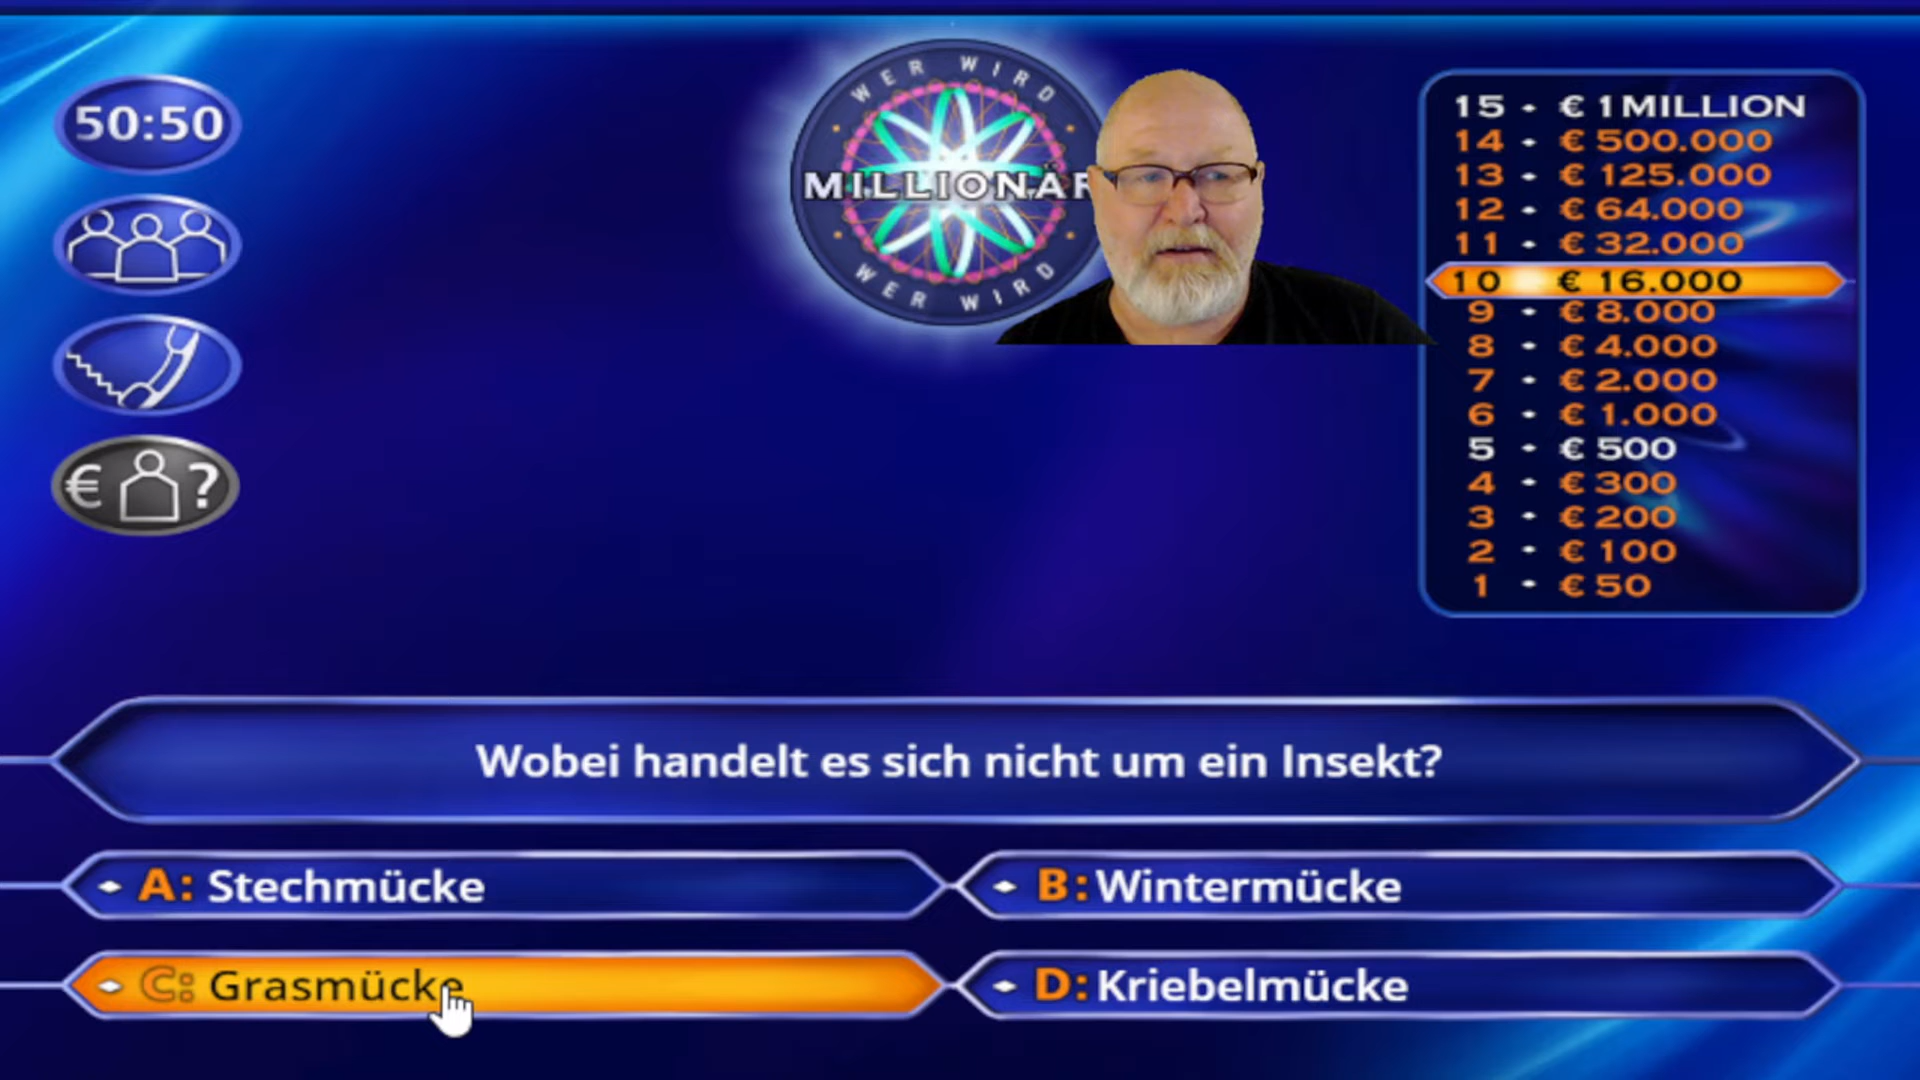 50:50
€ ?
WER WIRD
MILLIONÄR
WER WIRD
15 · € 1 MILLION
14 · € 500.000
13 · € 125.000
12 · € 64.000
11 · € 32.000
10 € 16.000
9 · € 8.000
8 · € 4.000
7 · € 2.000
6 · € 1.000
5 · € 500
4 · € 300
3 · € 200
2 · € 100
1 · € 50
Wobei handelt es sich nicht um ein Insekt?
A: Stechmücke
B: Wintermücke
C: Grasmücke
D: Kriebelmücke